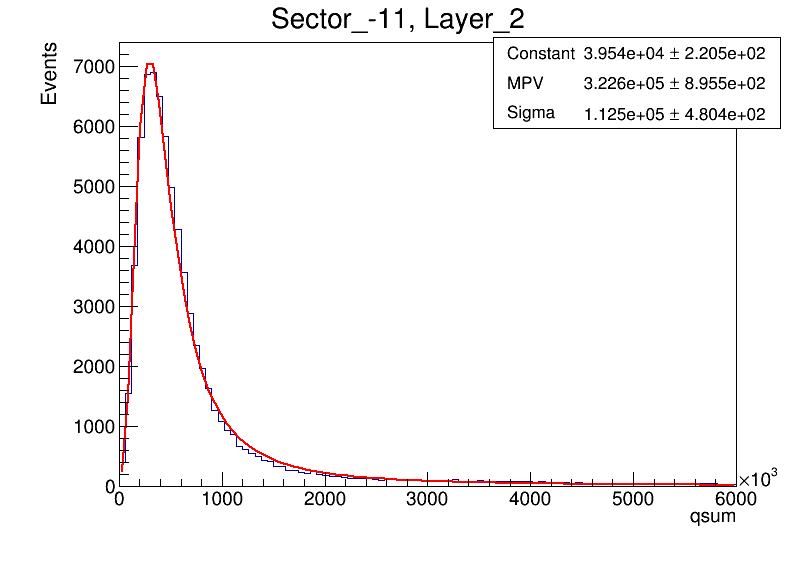 Sector_-11, Layer_2
Constant 3.954e+04 ± 2.205e+02
MPV 3.226e+05 ± 8.955e+02
Sigma 1.125e+05 ± 4.804e+02
Events
7000
6000
5000
4000
3000
2000
1000
0
0 1000 2000 3000 4000 5000 6000
×10³
qsum